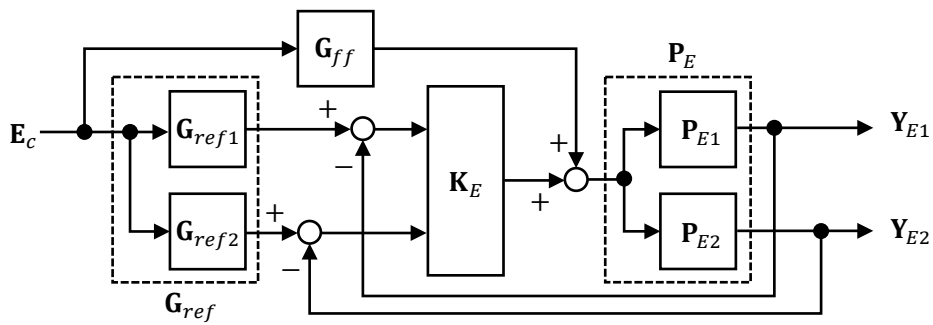 G_ff
P_E
E_c
G_ref1
+
−
K_E
+
+
P_E1
Y_E1
G_ref2
+
−
P_E2
Y_E2
G_ref